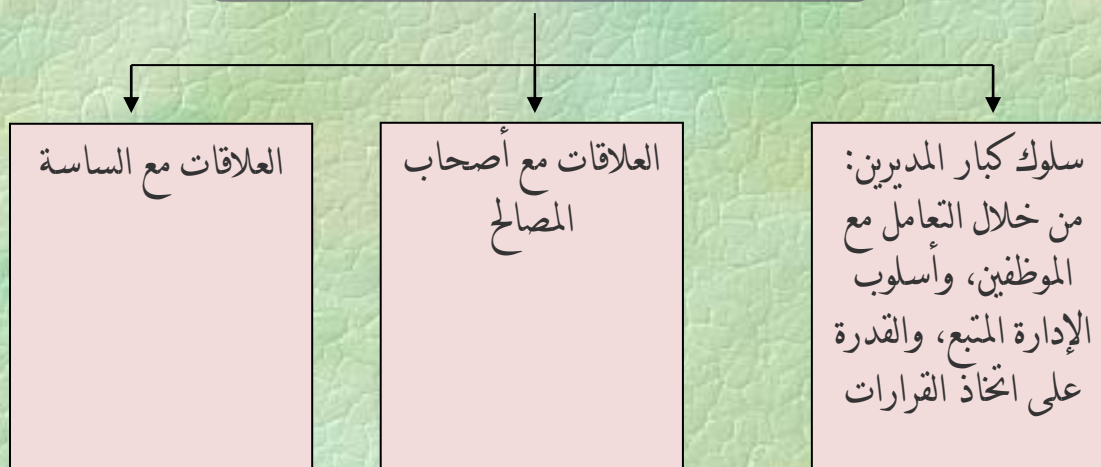 سلوك كبار المديرين:
من خلال التعامل مع
الموظفين، وأسلوب
الإدارة المتبع، والقدرة
على اتخاذ القرارات
العلاقات مع أصحاب
المصالح
العلاقات مع الساسة